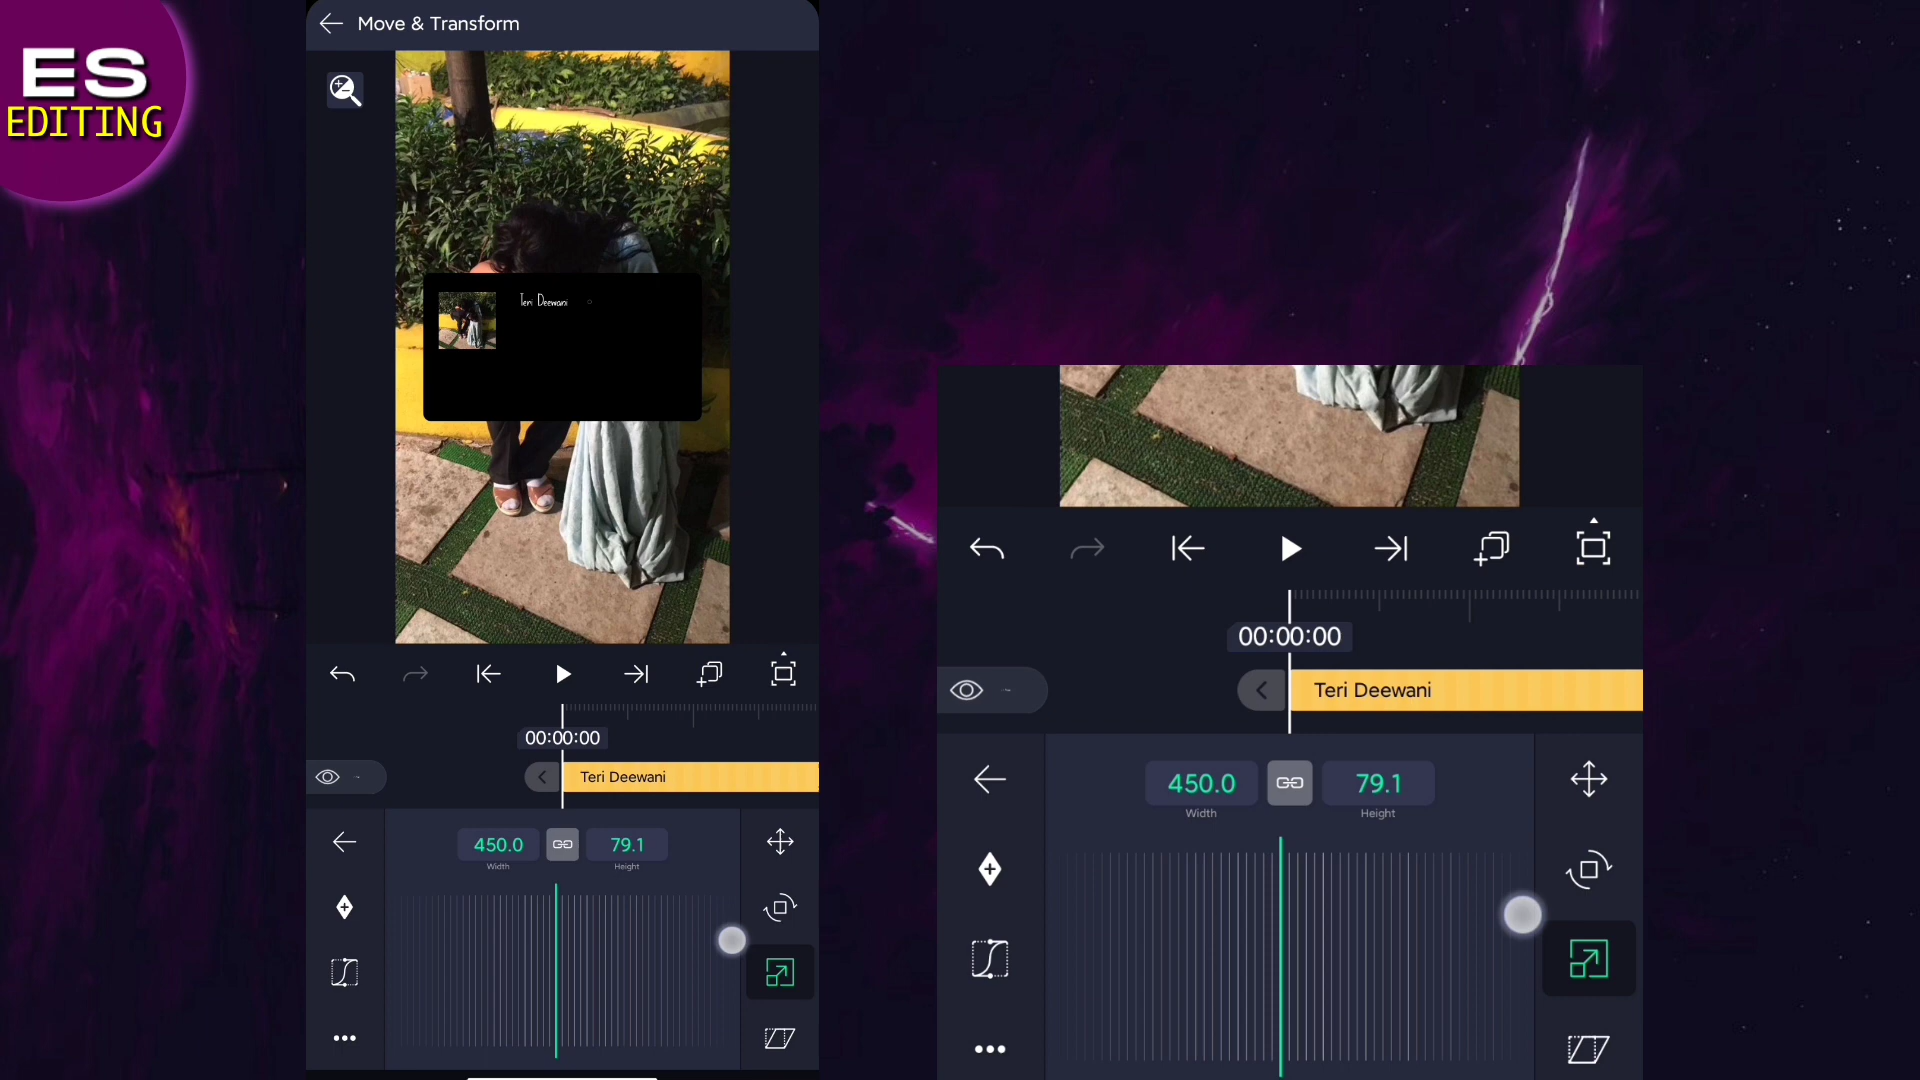 ES
EDITING
Move & Transform
Teri Deewani
00:00:00
Teri Deewani
450.0
79.1
Width
Height
00:00:00
Teri Deewani
450.0
79.1
Width
Height